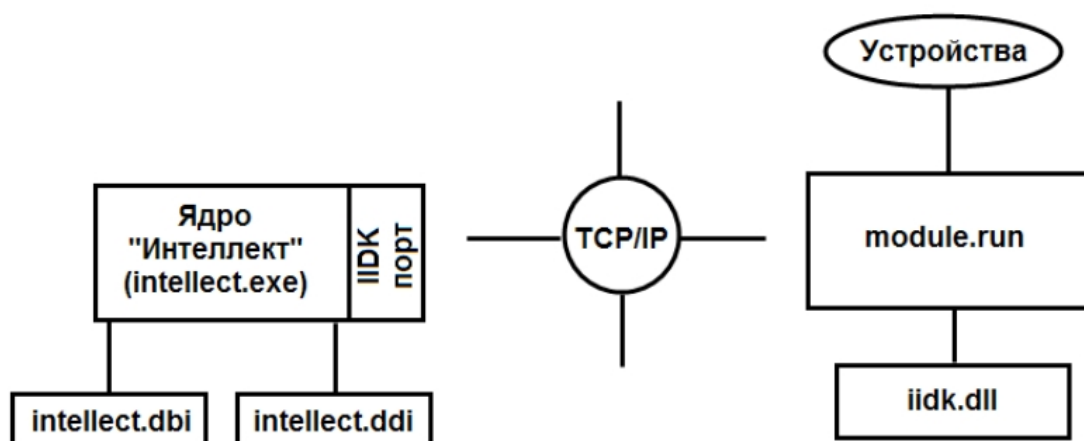 Устройства
Ядро
"Интеллект"
(intellect.exe)
IIDK
порт
TCP/IP
module.run
intellect.dbi
intellect.ddi
iidk.dll